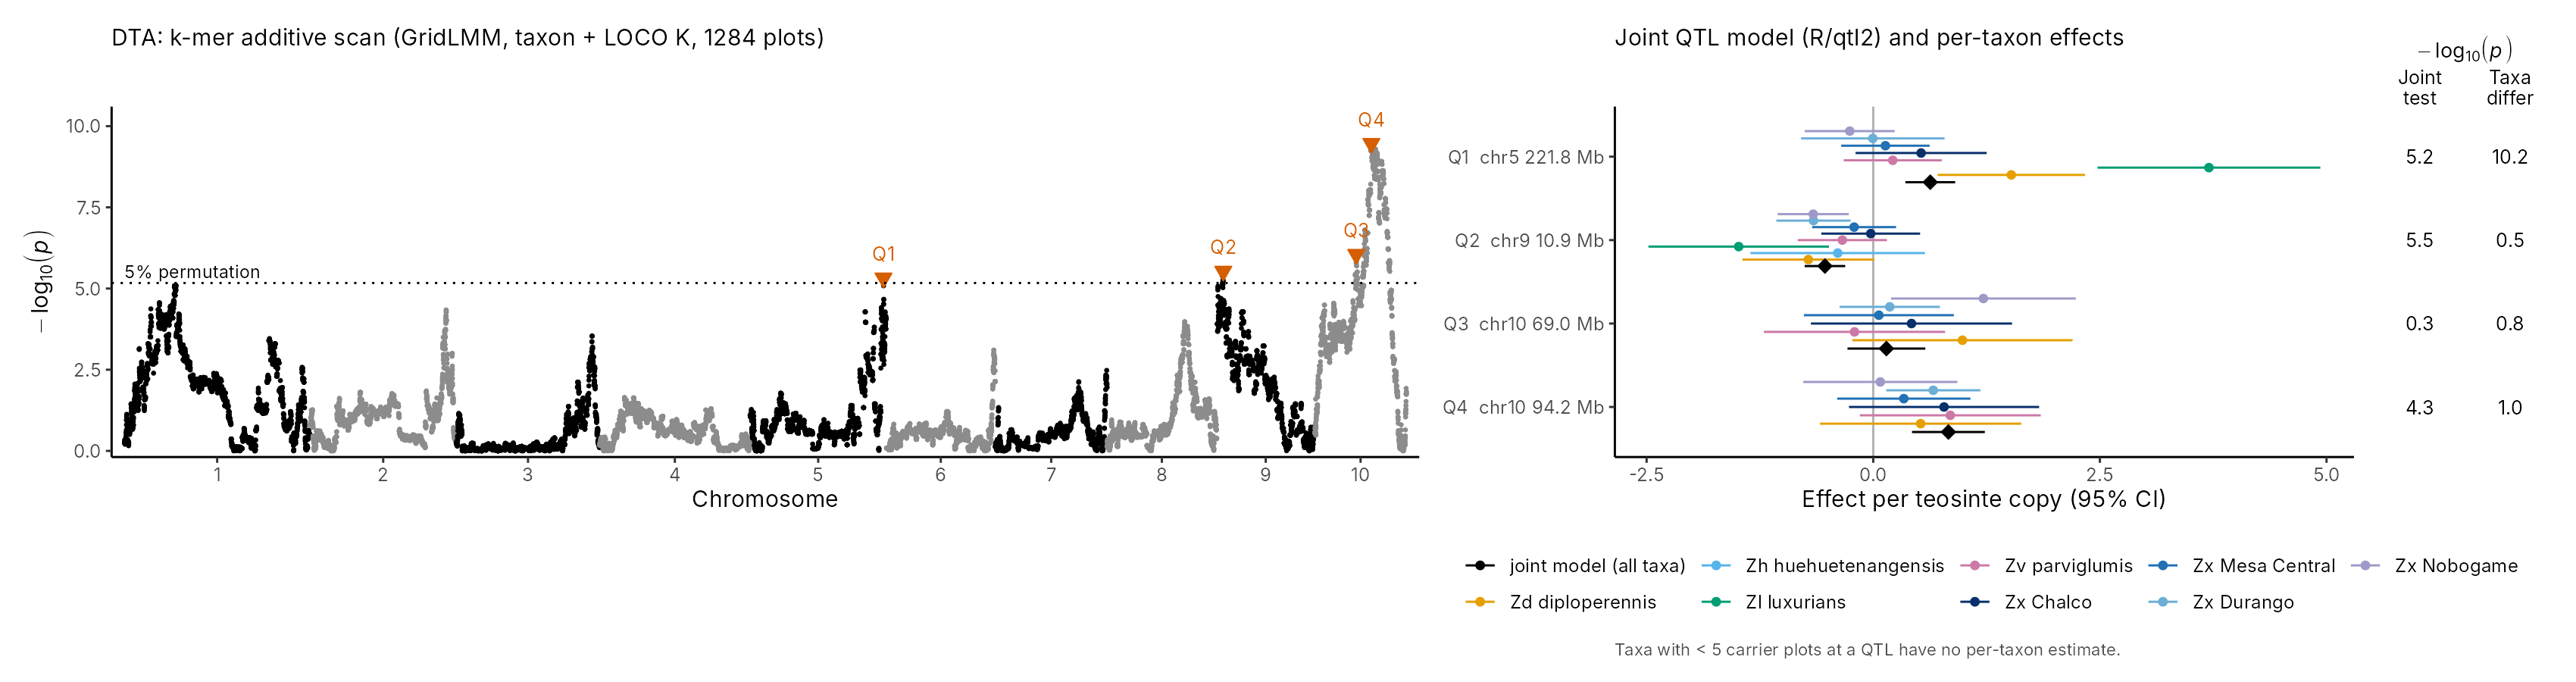 DTA: k-mer additive scan (GridLMM, taxon + LOCO K, 1284 plots)
− log10(p)
10.0
7.5
5.0
2.5
0.0
5% permutation
Q1
Q2
Q3
Q4
1 2 3 4 5 6 7 8 9 10
Chromosome
Joint QTL model (R/qtl2) and per-taxon effects
− log10(p)
Joint test
Taxa differ
Q1 chr5 221.8 Mb 5.2 10.2
Q2 chr9 10.9 Mb 5.5 0.5
Q3 chr10 69.0 Mb 0.3 0.8
Q4 chr10 94.2 Mb 4.3 1.0
-2.5 0.0 2.5 5.0
Effect per teosinte copy (95% CI)
joint model (all taxa) Zh huehuetenangensis Zv parviglumis Zx Mesa Central Zx Nobogame
Zd diploperennis Zl luxurians Zx Chalco Zx Durango
Taxa with < 5 carrier plots at a QTL have no per-taxon estimate.